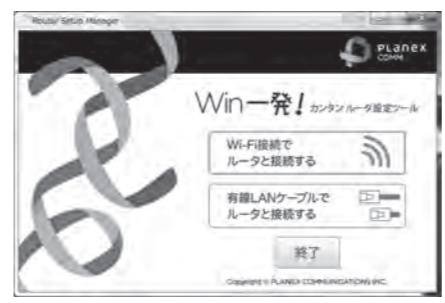 Router Setup Manager
PLANEX
COMM.
Win一発！カンタンルータ設定ツール
Wi-Fi接続で
ルータと接続する
有線LANケーブルで
ルータと接続する
終了
Copyright © PLANEX COMMUNICATIONS INC.